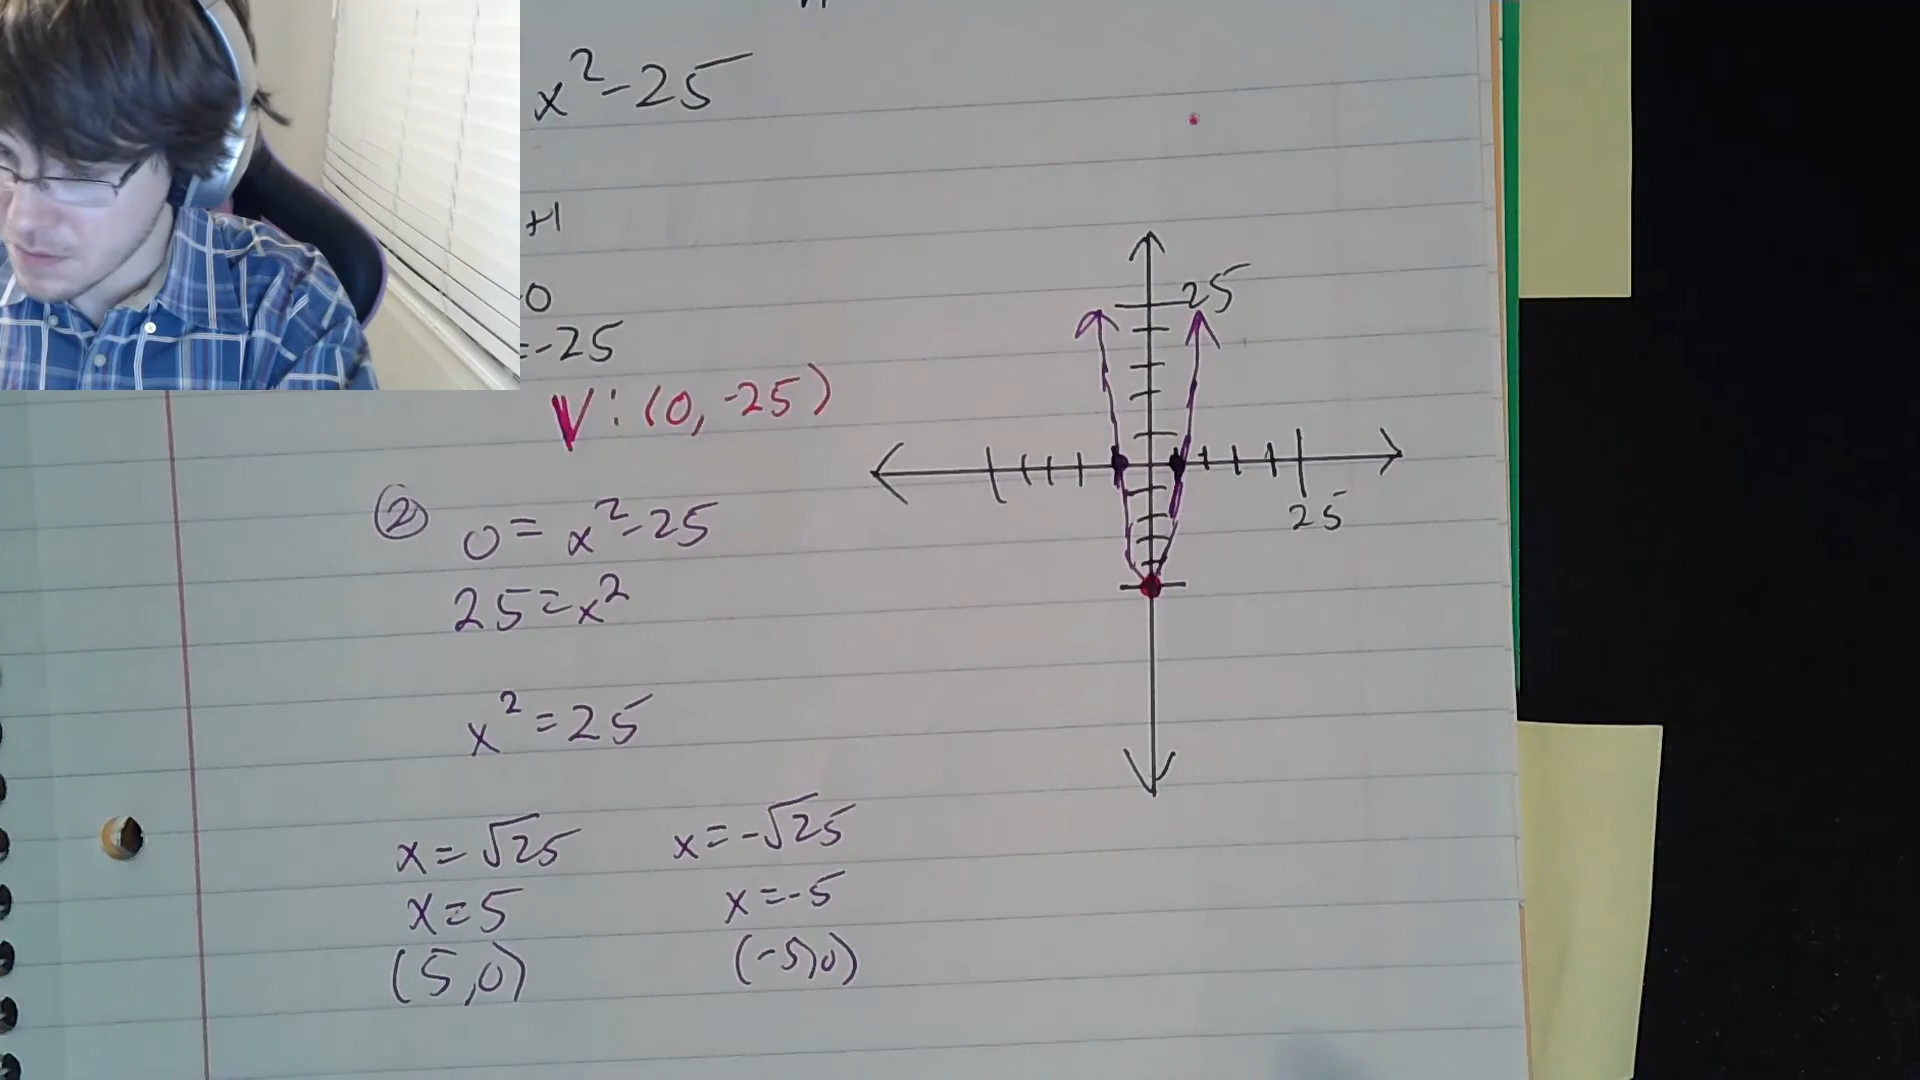 x²-25
+1
0
=-25
V: (0, -25)
② 0 = x²-25
25=x²
x²=25
x=√25 x=-√25
x=5 x=-5
(5,0) (-5,0)
25
25